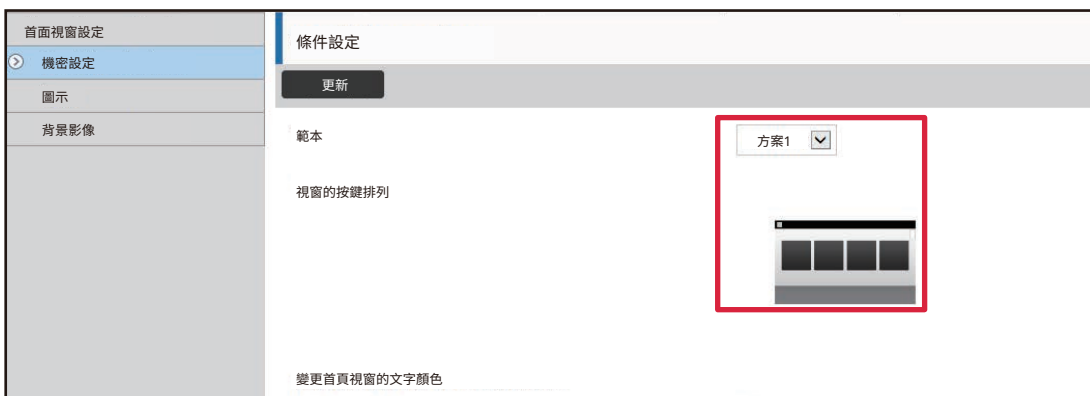 首面視窗設定
機密設定
圖示
背景影像
條件設定
更新
範本
方案1
視窗的按鍵排列
變更首頁視窗的文字顏色